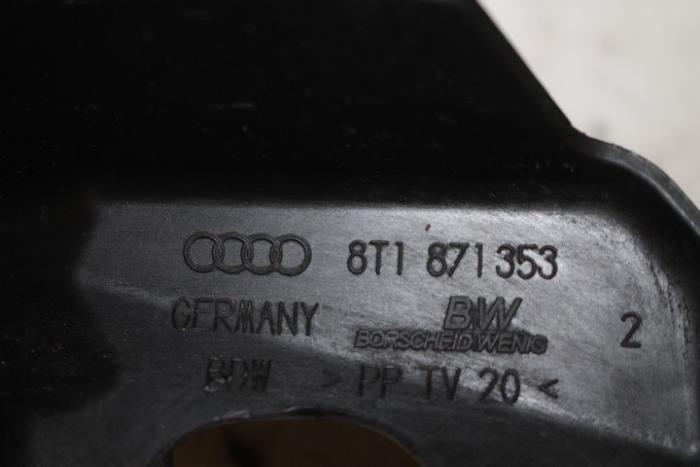 8T1 871 353
GERMANY BW
BORSCHEID WENIG 2
BDW > PP TV 20 <